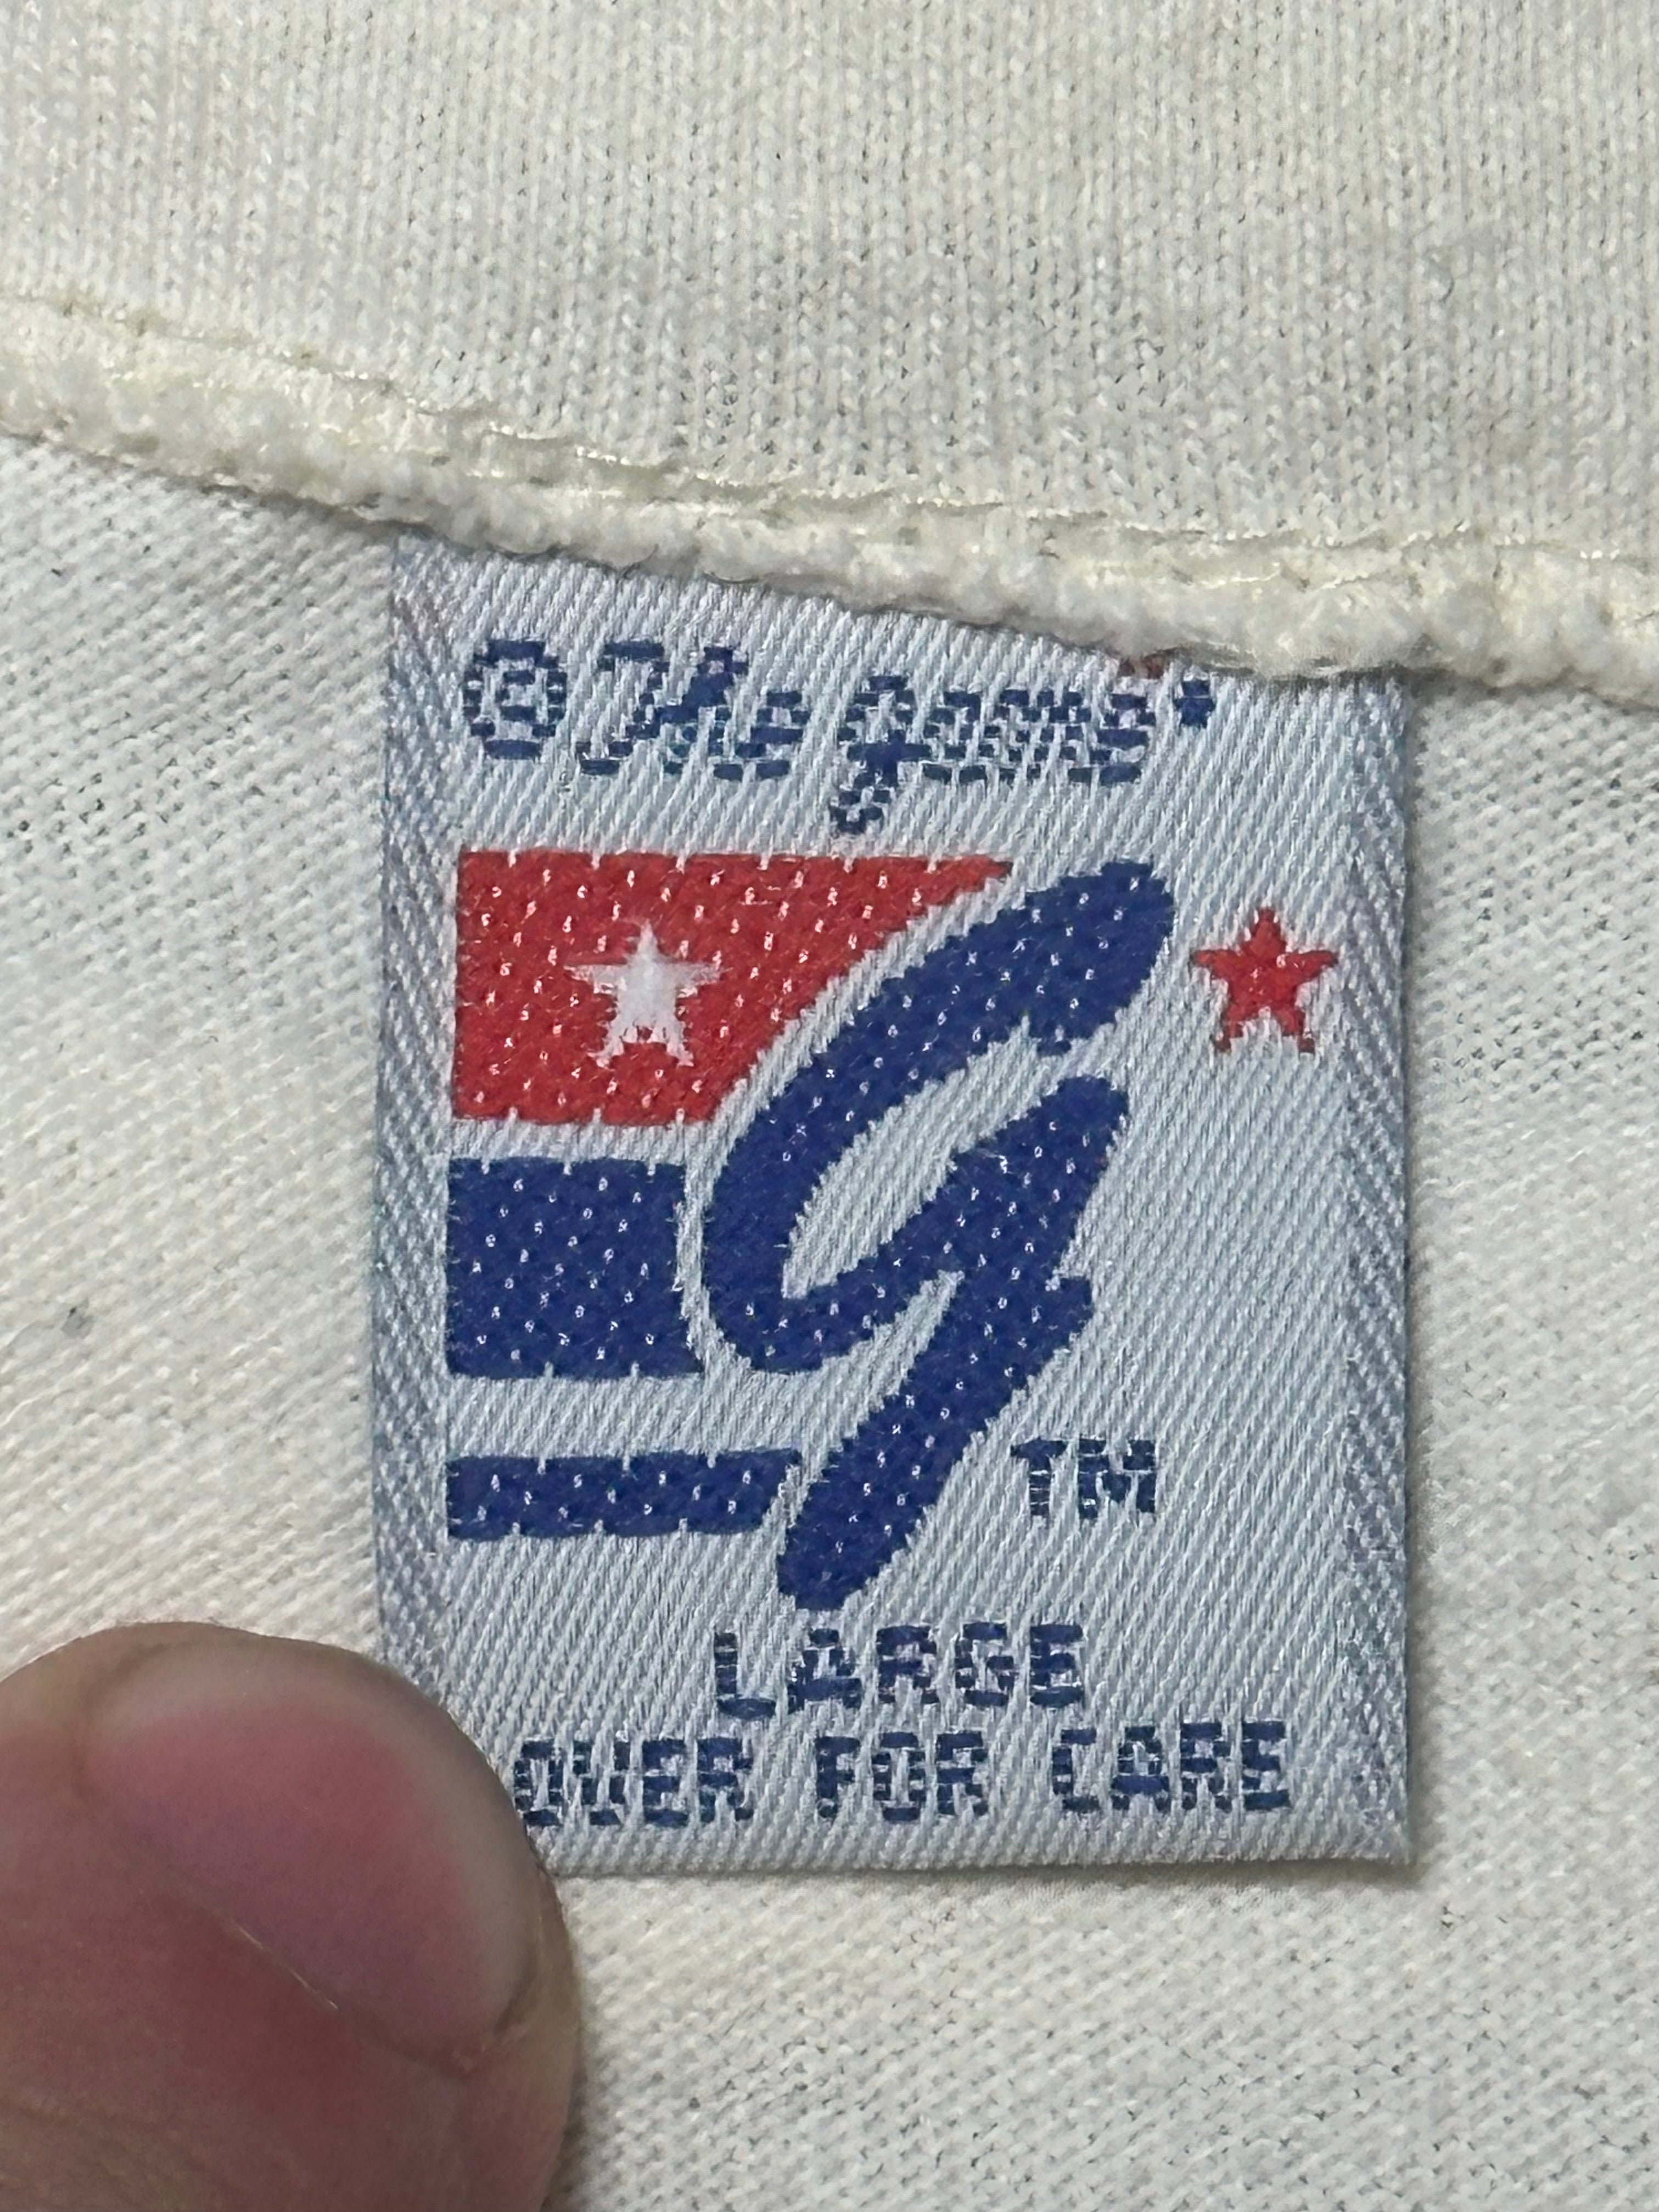 © The game
g
TM
LARGE
OVER FOR CARE